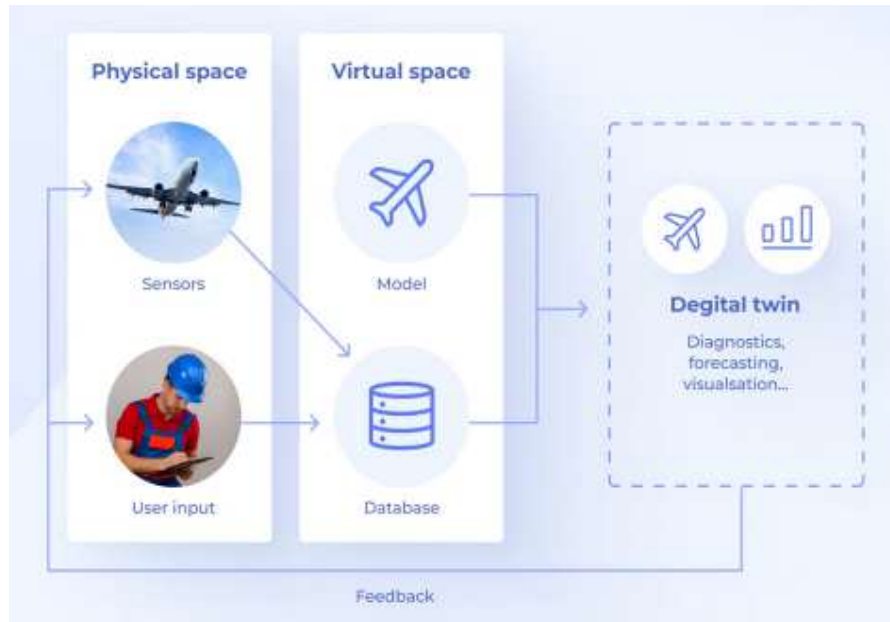 Physical space
Virtual space
Sensors
Model
Degital twin
Diagnostics,
forecasting,
visualsation...
User input
Database
Feedback